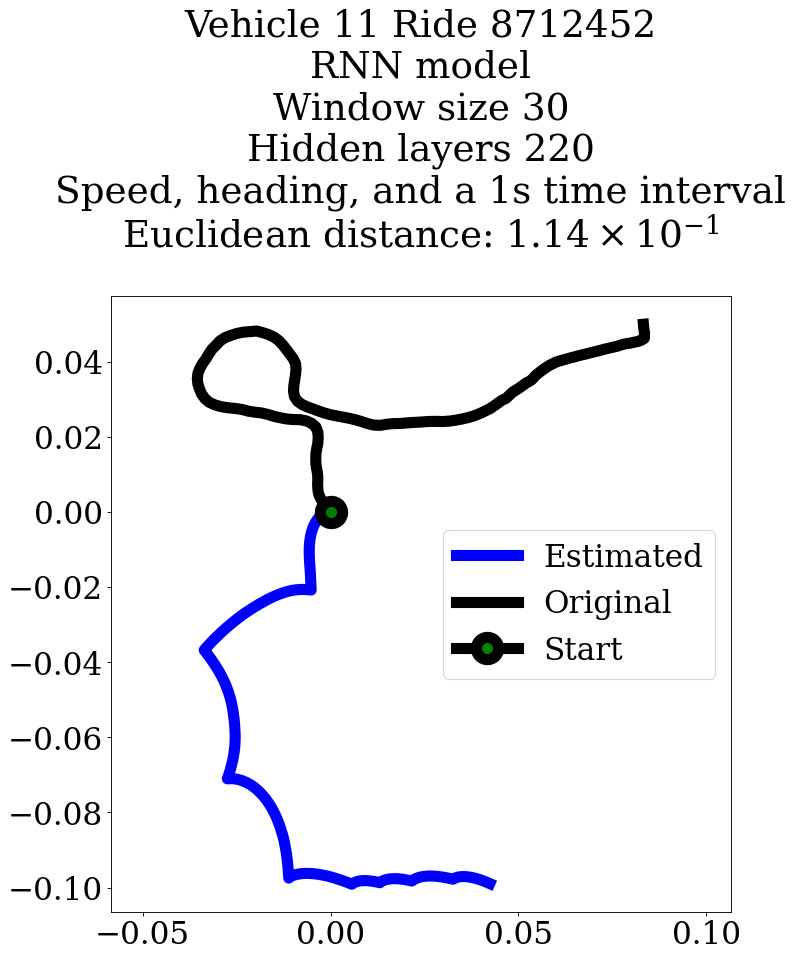 Vehicle 11 Ride 8712452
RNN model
Window size 30
Hidden layers 220
Speed, heading, and a 1s time interval
Euclidean distance: 1.14 × 10⁻¹
0.04
0.02
0.00
−0.02
−0.04
−0.06
−0.08
−0.10
Estimated
Original
Start
−0.05
0.00
0.05
0.10